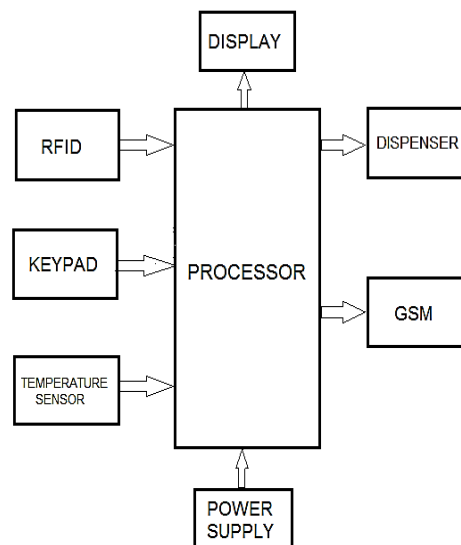 DISPLAY
RFID
DISPENSER
KEYPAD
PROCESSOR
GSM
TEMPERATURE
SENSOR
POWER
SUPPLY